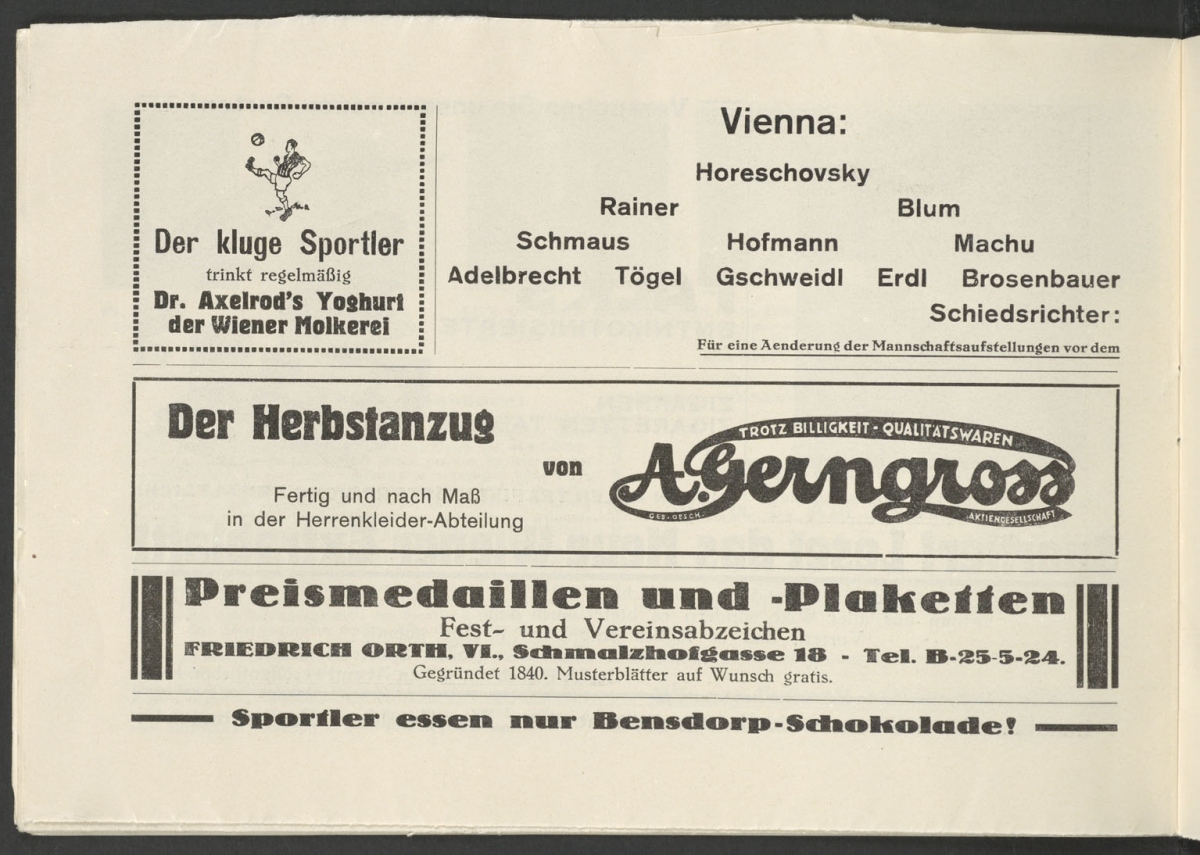 Der kluge Sportler
trinkt regelmäßig
Dr. Axelrod's Yoghurt
der Wiener Molkerei
Vienna:
Horeschovsky
Rainer Blum
Schmaus Hofmann Machu
Adelbrecht Tögel Gschweidl Erdl Brosenbauer
Schiedsrichter:
Für eine Aenderung der Mannschaftsaufstellungen vor dem
Der Herbstanzug
von
Fertig und nach Maß
in der Herrenkleider-Abteilung
TROTZ BILLIGKEIT - QUALITÄTSWAREN
A. Gerngross
GES. GESCH.
AKTIENGESELLSCHAFT
Preismedaillen und -Plaketten
Fest- und Vereinsabzeichen
FRIEDRICH ORTH, VI., Schmalzhofgasse 18 - Tel. B-25-5-24.
Gegründet 1840. Musterblätter auf Wunsch gratis.
Sportler essen nur Bensdorp-Schokolade!